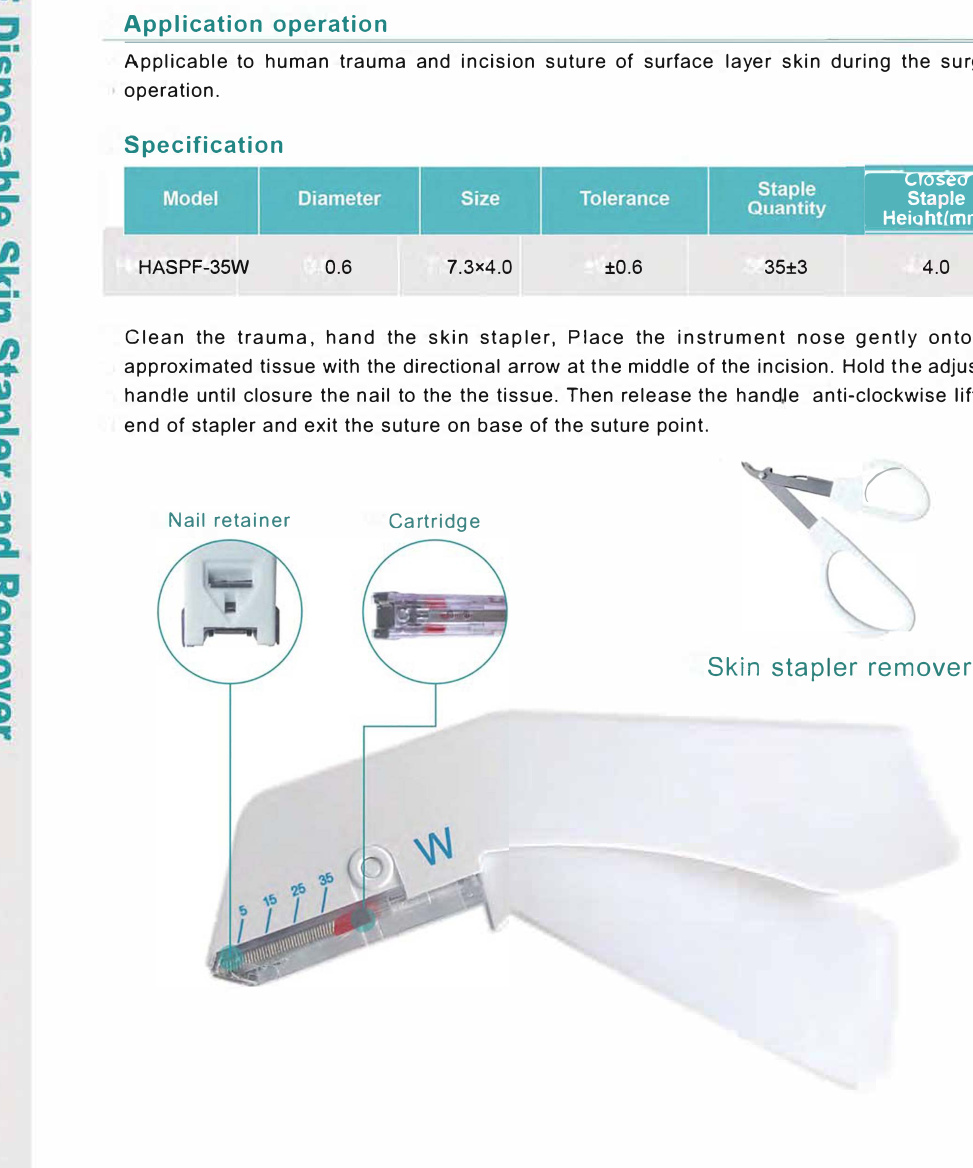 Disposable Skin Stapler and Remover
Application operation
Applicable to human trauma and incision suture of surface layer skin during the
operation.
Specification
Model Diameter Size Tolerance Staple Quantity Closed Staple
HASPF-35W 0.6 7.3×4.0 ±0.6 35±3 4.0
Clean the trauma, hand the skin stapler, Place the instrument nose gently onto
approximated tissue with the directional arrow at the middle of the incision. Hold the
handle until closure the nail to the the tissue. Then release the handle anti-clockwise
end of stapler and exit the suture on base of the suture point.
Nail retainer
Cartridge
Skin stapler remover
W
5 15 25 35